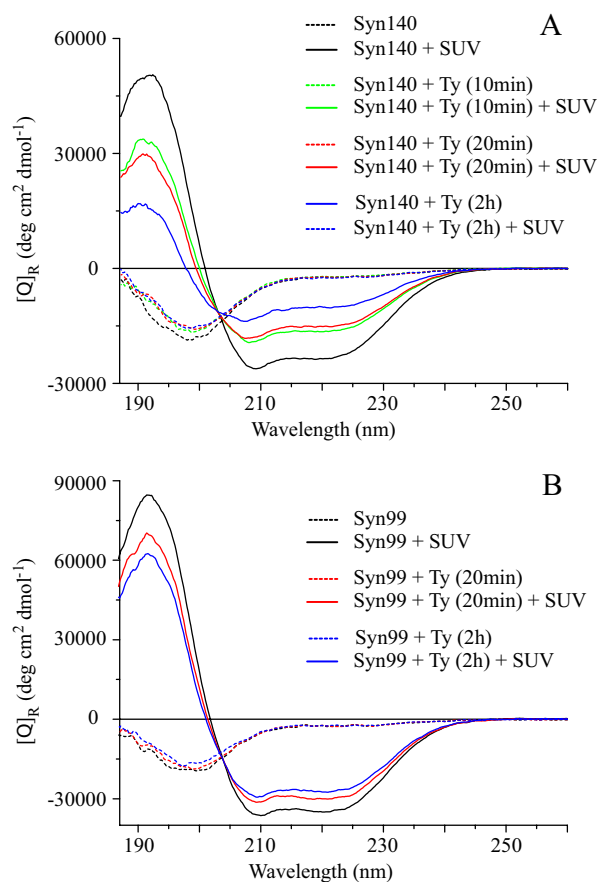 A
Syn140
Syn140 + SUV
Syn140 + Ty (10min)
Syn140 + Ty (10min) + SUV
Syn140 + Ty (20min)
Syn140 + Ty (20min) + SUV
Syn140 + Ty (2h)
Syn140 + Ty (2h) + SUV
60000
30000
0
-30000
[Q]R (deg cm2 dmol-1)
190 210 230 250
Wavelength (nm)
B
Syn99
Syn99 + SUV
Syn99 + Ty (20min)
Syn99 + Ty (20min) + SUV
Syn99 + Ty (2h)
Syn99 + Ty (2h) + SUV
90000
60000
30000
0
-30000
[Q]R (deg cm2 dmol-1)
190 210 230 250
Wavelength (nm)